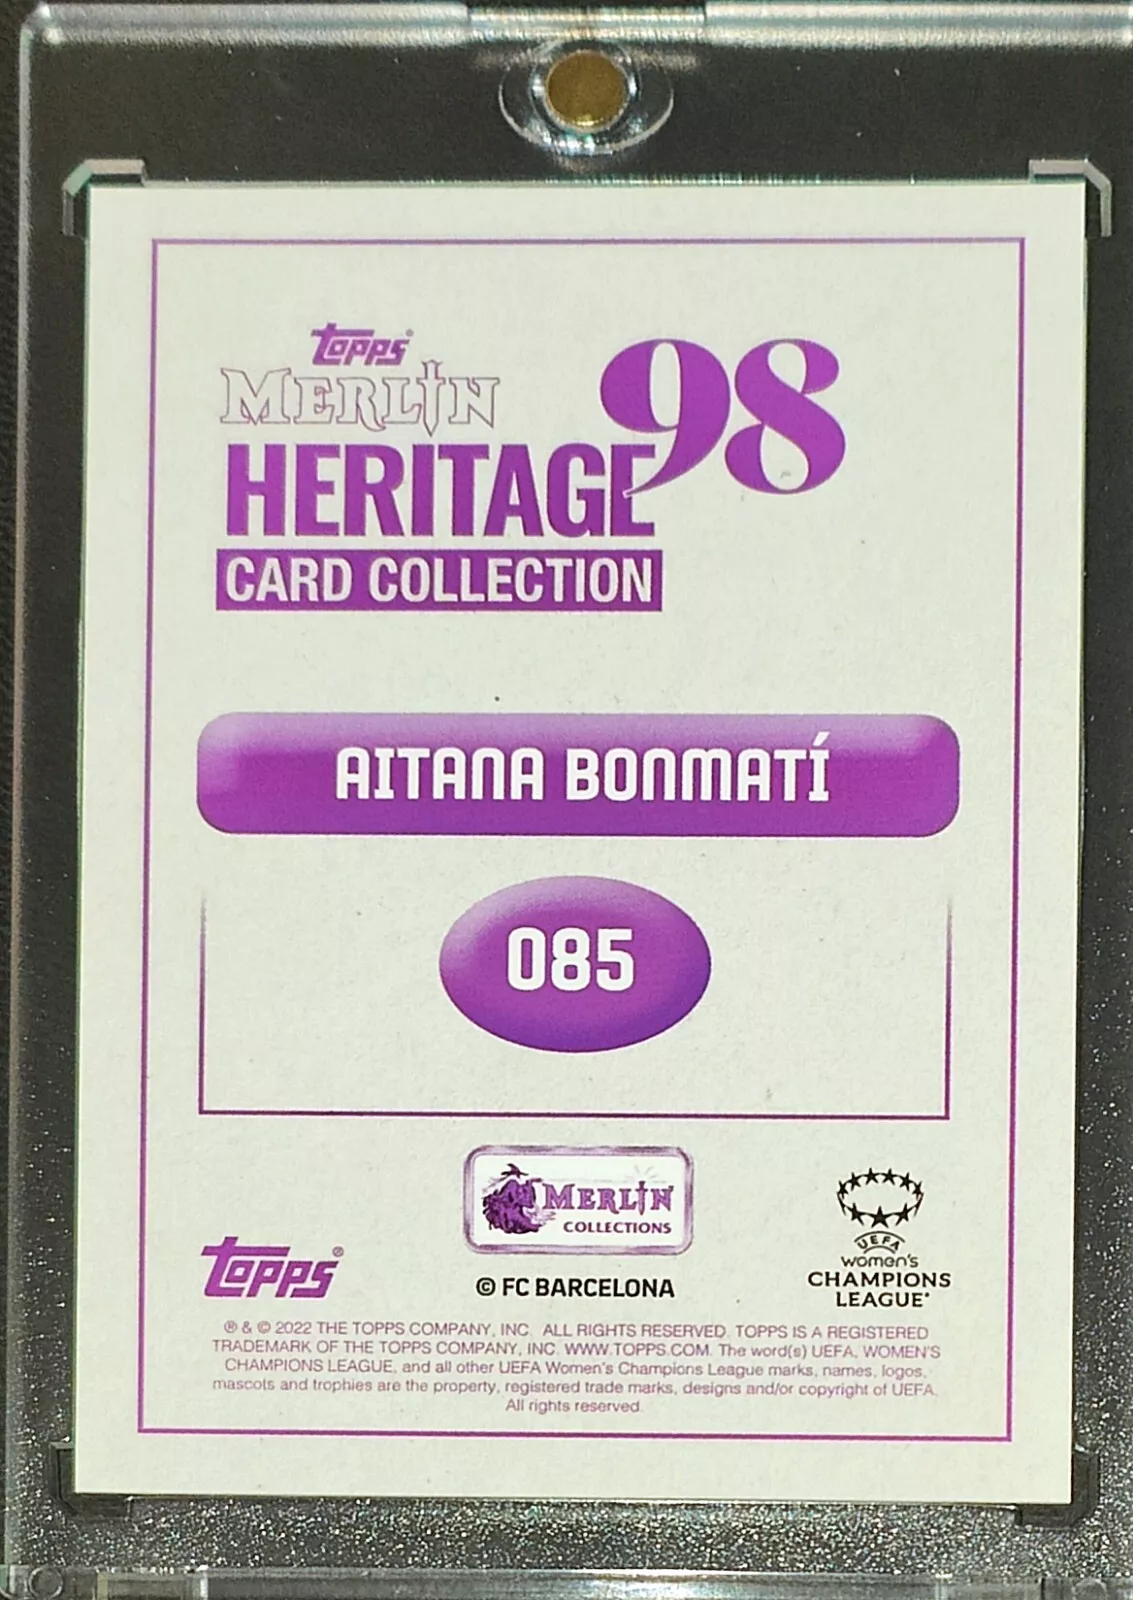 topps®
MERLIN
HERITAGE 98
CARD COLLECTION
AITANA BONMATÍ
085
MERLIN
COLLECTIONS
topps®
© FC BARCELONA
UEFA
women's
CHAMPIONS
LEAGUE®
® & © 2022 THE TOPPS COMPANY, INC. ALL RIGHTS RESERVED. TOPPS IS A REGISTERED
TRADEMARK OF THE TOPPS COMPANY, INC. WWW.TOPPS.COM. The word(s) UEFA, WOMEN'S
CHAMPIONS LEAGUE, and all other UEFA Women's Champions League marks, names, logos,
mascots and trophies are the property, registered trade marks, designs and/or copyright of UEFA.
All rights reserved.